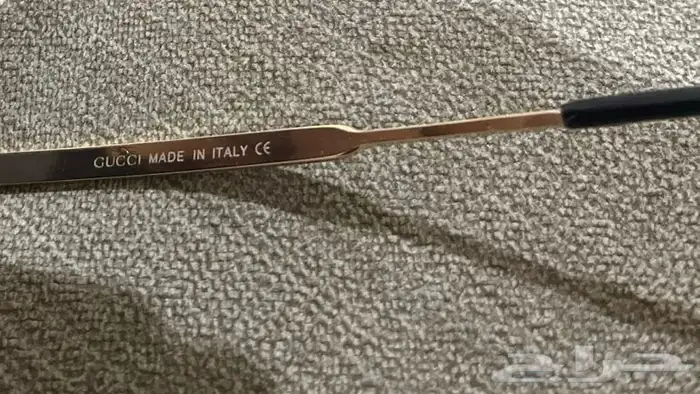 GUCCI MADE IN ITALY CE
حراج